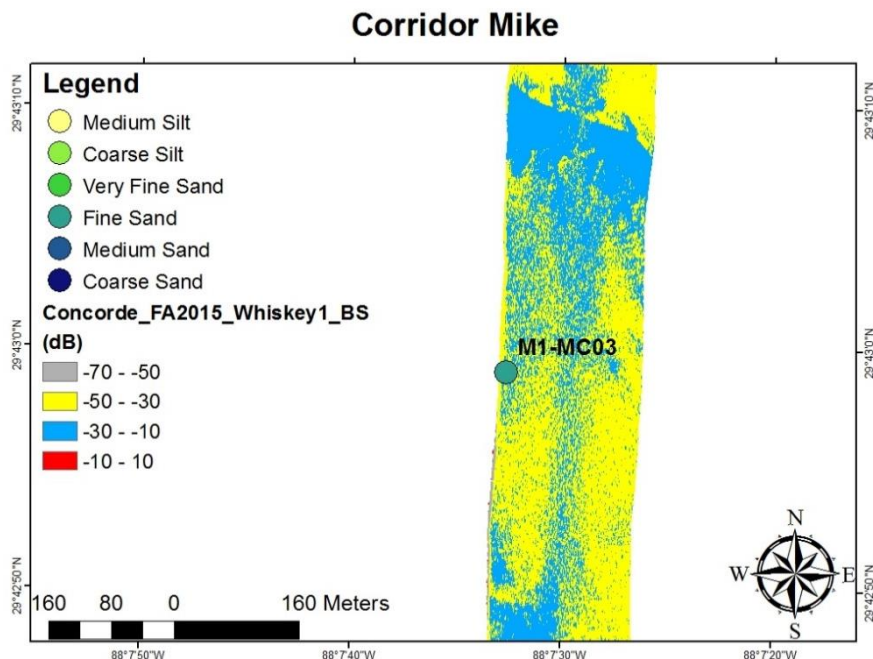 Corridor Mike
Legend
Medium Silt
Coarse Silt
Very Fine Sand
Fine Sand
Medium Sand
Coarse Sand
Concorde_FA2015_Whiskey1_BS
(dB)
-70 - -50
-50 - -30
-30 - -10
-10 - 10
M1-MC03
29°43'10"N
29°43'0"N
29°42'50"N
29°43'10"N
29°43'0"N
29°42'50"N
N
W E
S
160 80 0 160 Meters
88°7'50"W 88°7'40"W 88°7'30"W 88°7'20"W